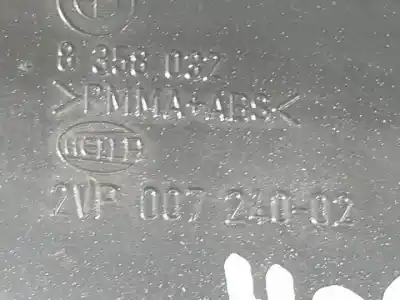 8 358 032
>PMMA+ABS<
HELLA
2VP 007 240-02